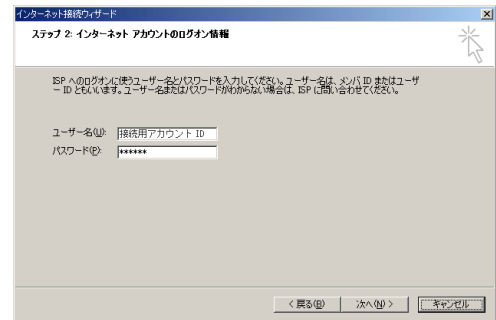 インターネット接続ウィザード
ステップ 2: インターネット アカウントのログオン情報
ISP へのログオンに使うユーザー名とパスワードを入力してください。ユーザー名は、メンバ ID またはユーザ
ー ID ともいいます。ユーザー名またはパスワードがわからない場合は、ISP に問い合わせてください。
ユーザー名(U): 接続用アカウント ID
パスワード(P): ******
< 戻る(B) 次へ(N) > キャンセル